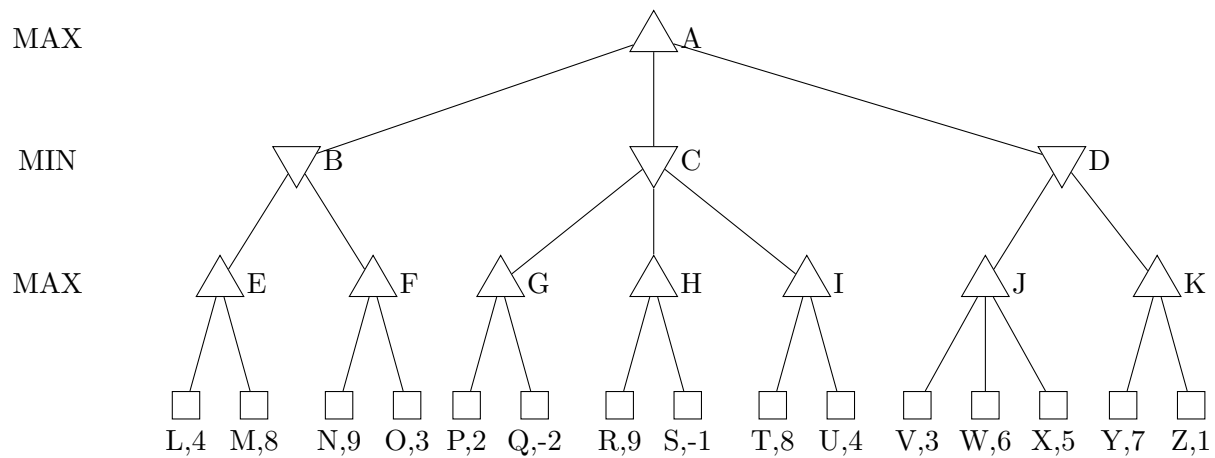 MAX A
MIN B C D
MAX E F G H I J K
L,4 M,8 N,9 O,3 P,2 Q,-2 R,9 S,-1 T,8 U,4 V,3 W,6 X,5 Y,7 Z,1